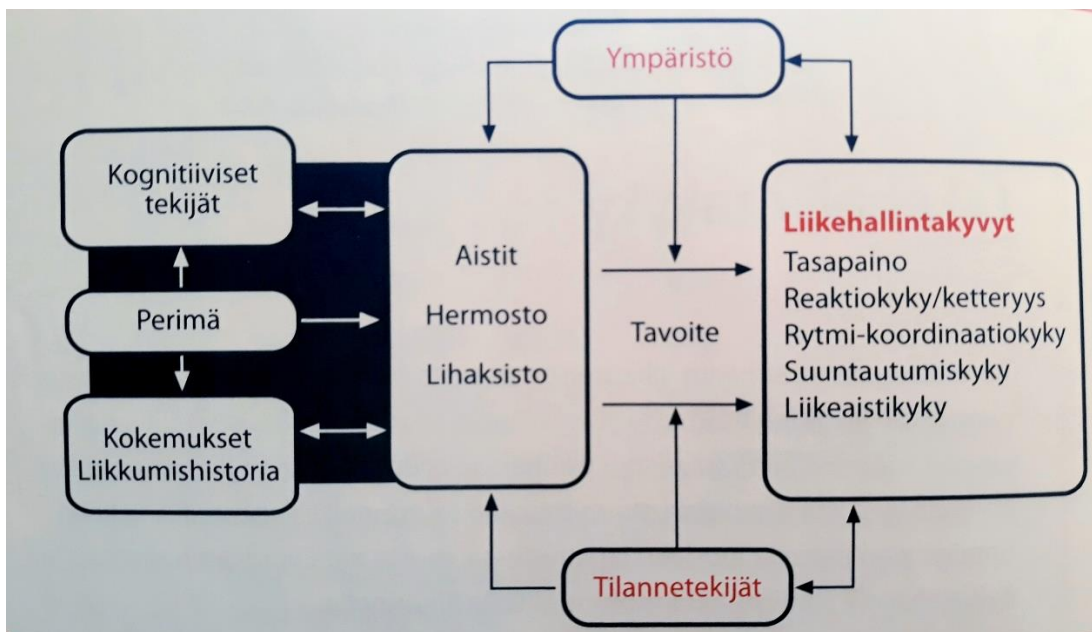 Ympäristö
Kognitiiviset
tekijät
Perimä
Kokemukset
Liikkumishistoria
Aistit
Hermosto
Lihaksisto
Tavoite
Liikehallintakyvyt
Tasapaino
Reaktiokyky/ketteryys
Rytmi-koordinaatiokyky
Suuntautumiskyky
Liikeaistikyky
Tilannetekijät